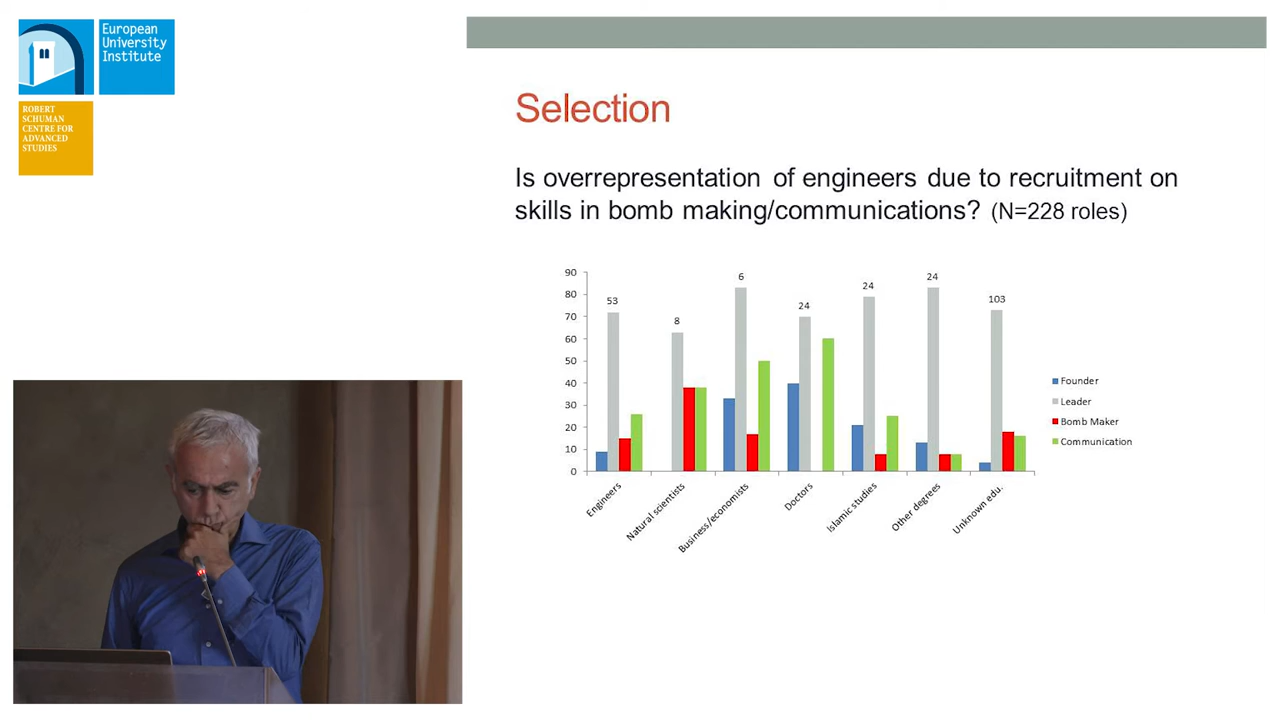 European
University
Institute
ROBERT
SCHUMAN
CENTRE FOR
ADVANCED
STUDIES
Selection
Is overrepresentation of engineers due to recruitment on
skills in bomb making/communications? (N=228 roles)
90
80
70
60
50
40
30
20
10
0
53
8
6
24
24
24
103
Engineers
Natural scientists
Business/economists
Doctors
Islamic studies
Other degrees
Unknown edu.
Founder
Leader
Bomb Maker
Communication